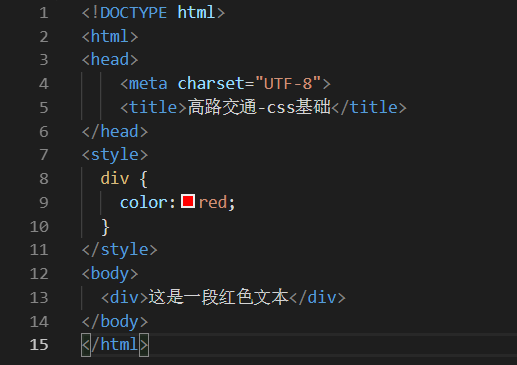 1 <!DOCTYPE html>
2 <html>
3 <head>
4     <meta charset="UTF-8">
5     <title>高路交通-css基础</title>
6 </head>
7 <style>
8   div {
9     color:red;
10   }
11 </style>
12 <body>
13   <div>这是一段红色文本</div>
14 </body>
15 </html>